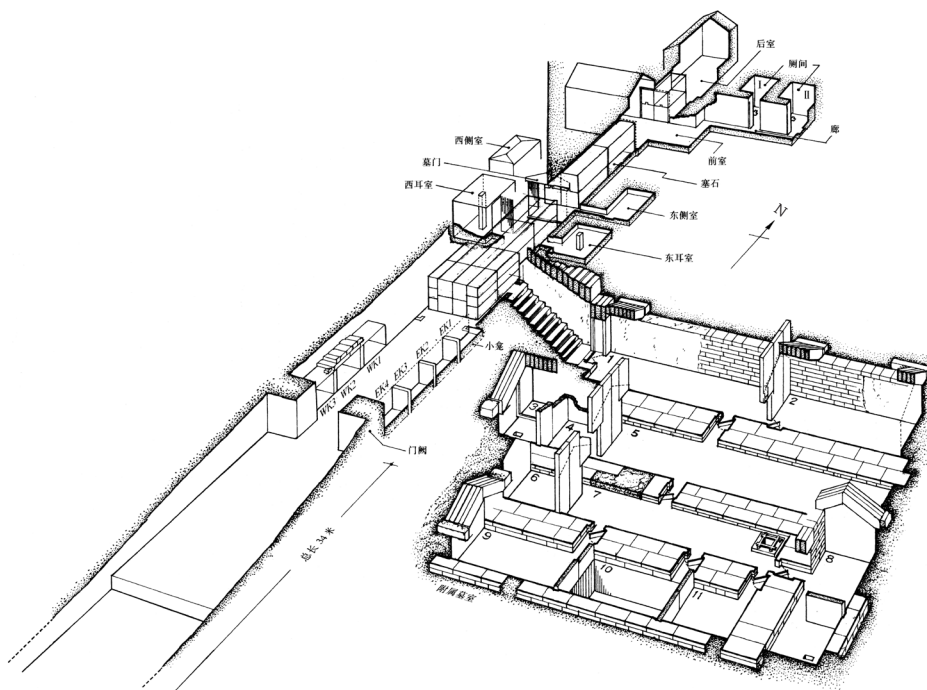 后室
厕间
I
II
廊
前室
塞石
西侧室
墓门
西耳室
东侧室
东耳室
N
小龛
EK1
EK2
EK3
EK4
WK1
WK2
WK3
门阙
总长 34 米
附属墓室
1
2
3
4
5
6
7
8
9
10
11